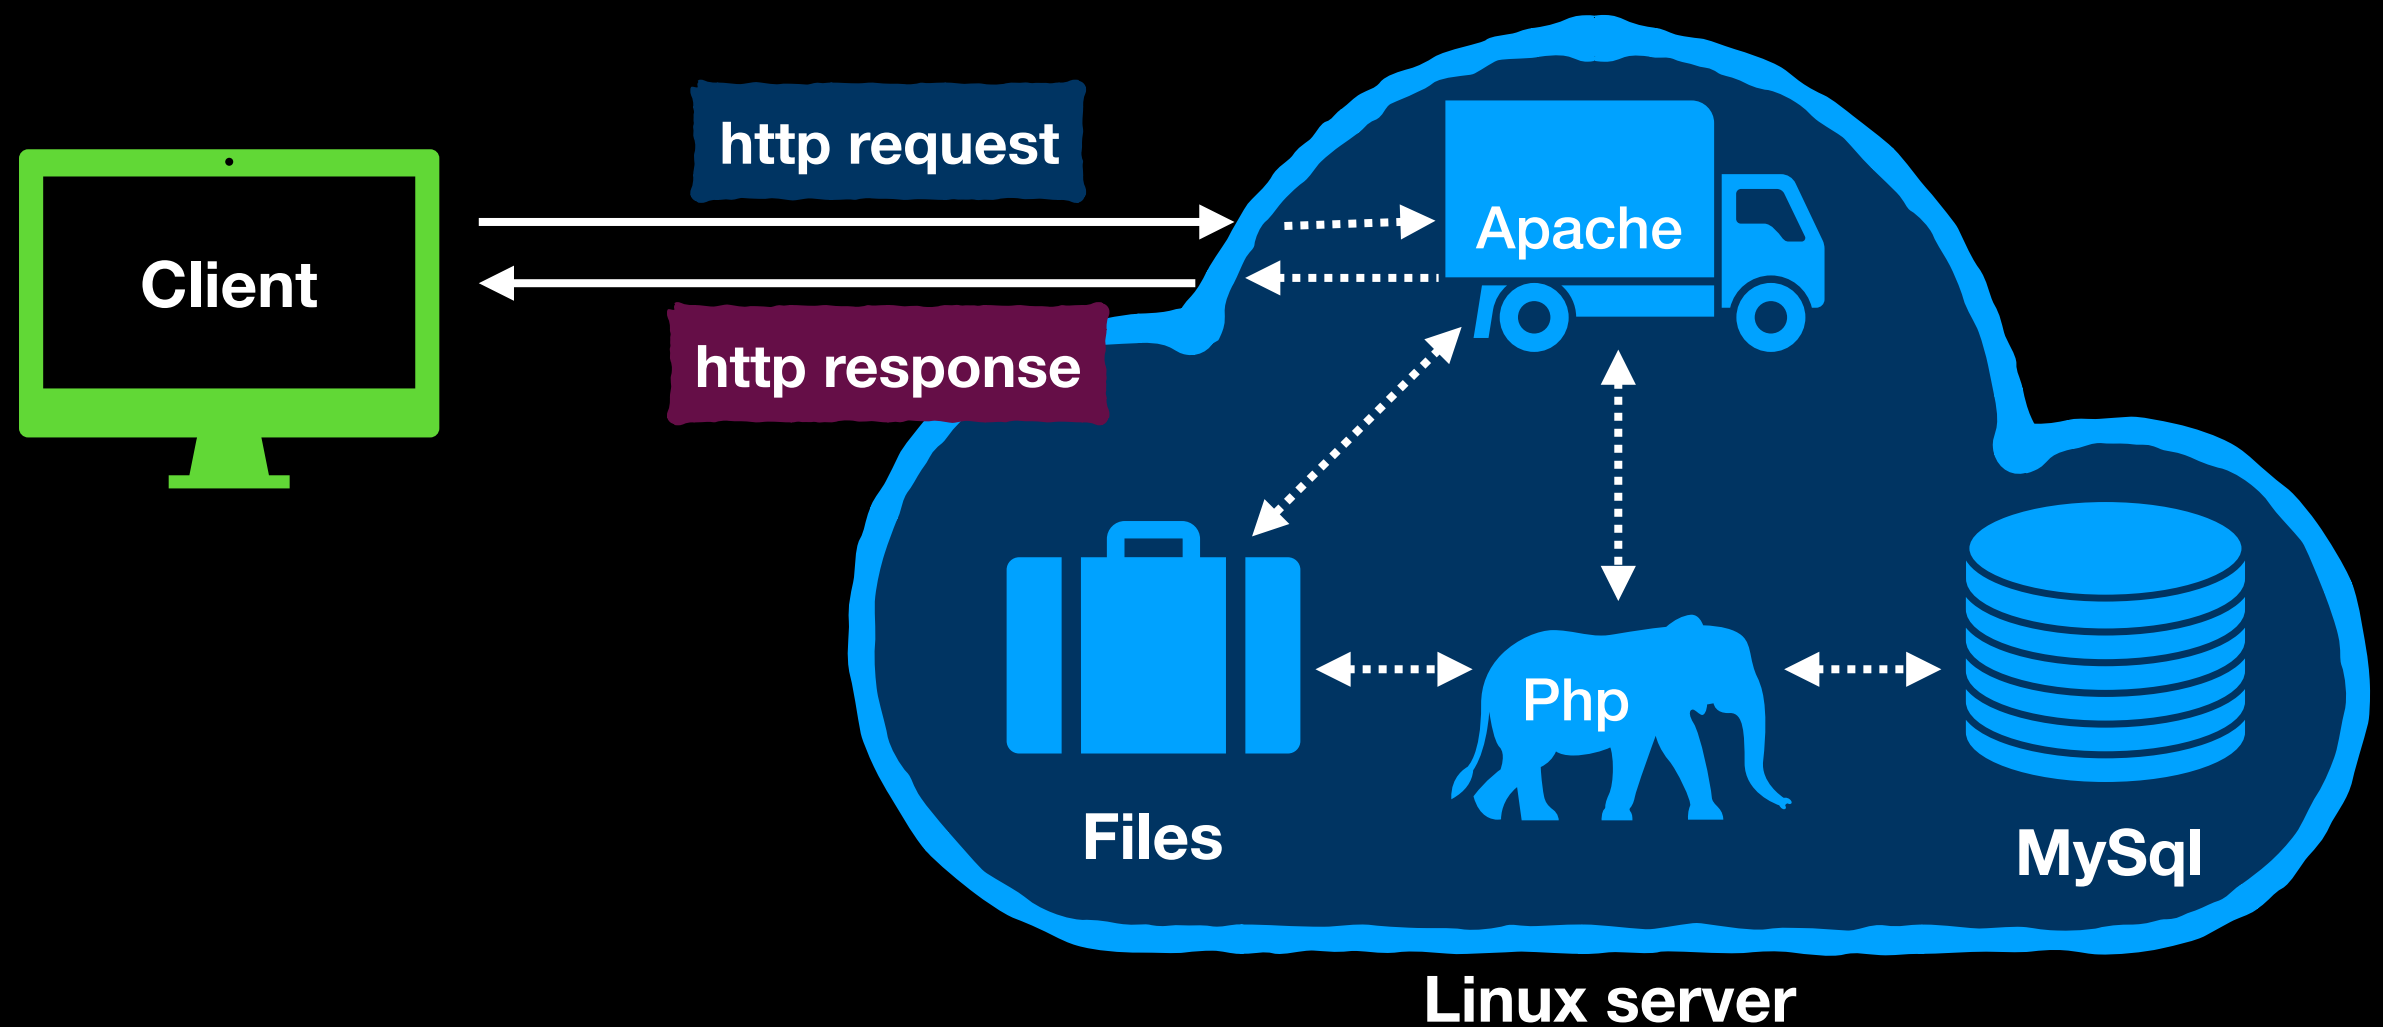 http request
Client
Apache
http response
Php
Files
MySql
Linux server